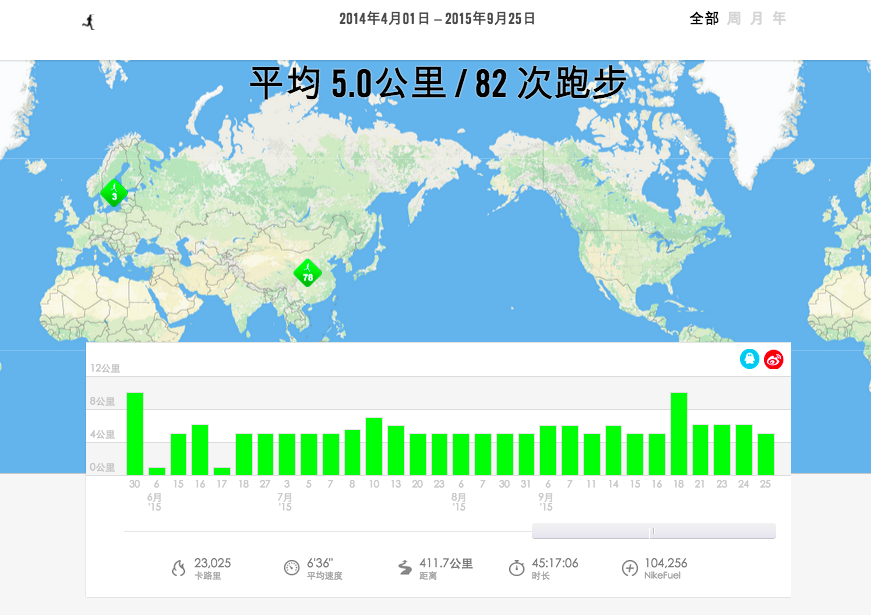 2014年4月01日 – 2015年9月25日
全部 周 月 年
平均 5.0公里 / 82 次跑步
3
78
12公里
8公里
4公里
0公里
30 6 15 16 17 18 27 3 5 7 8 10 13 20 23 6 7 30 31 6 7 11 14 15 16 18 21 23 24 25
6月 7月 8月 9月
'15 '15 '15 '15
23,025 6'36" 411.7公里 45:17:06 104,256
卡路里 平均速度 距离 时长 NikeFuel